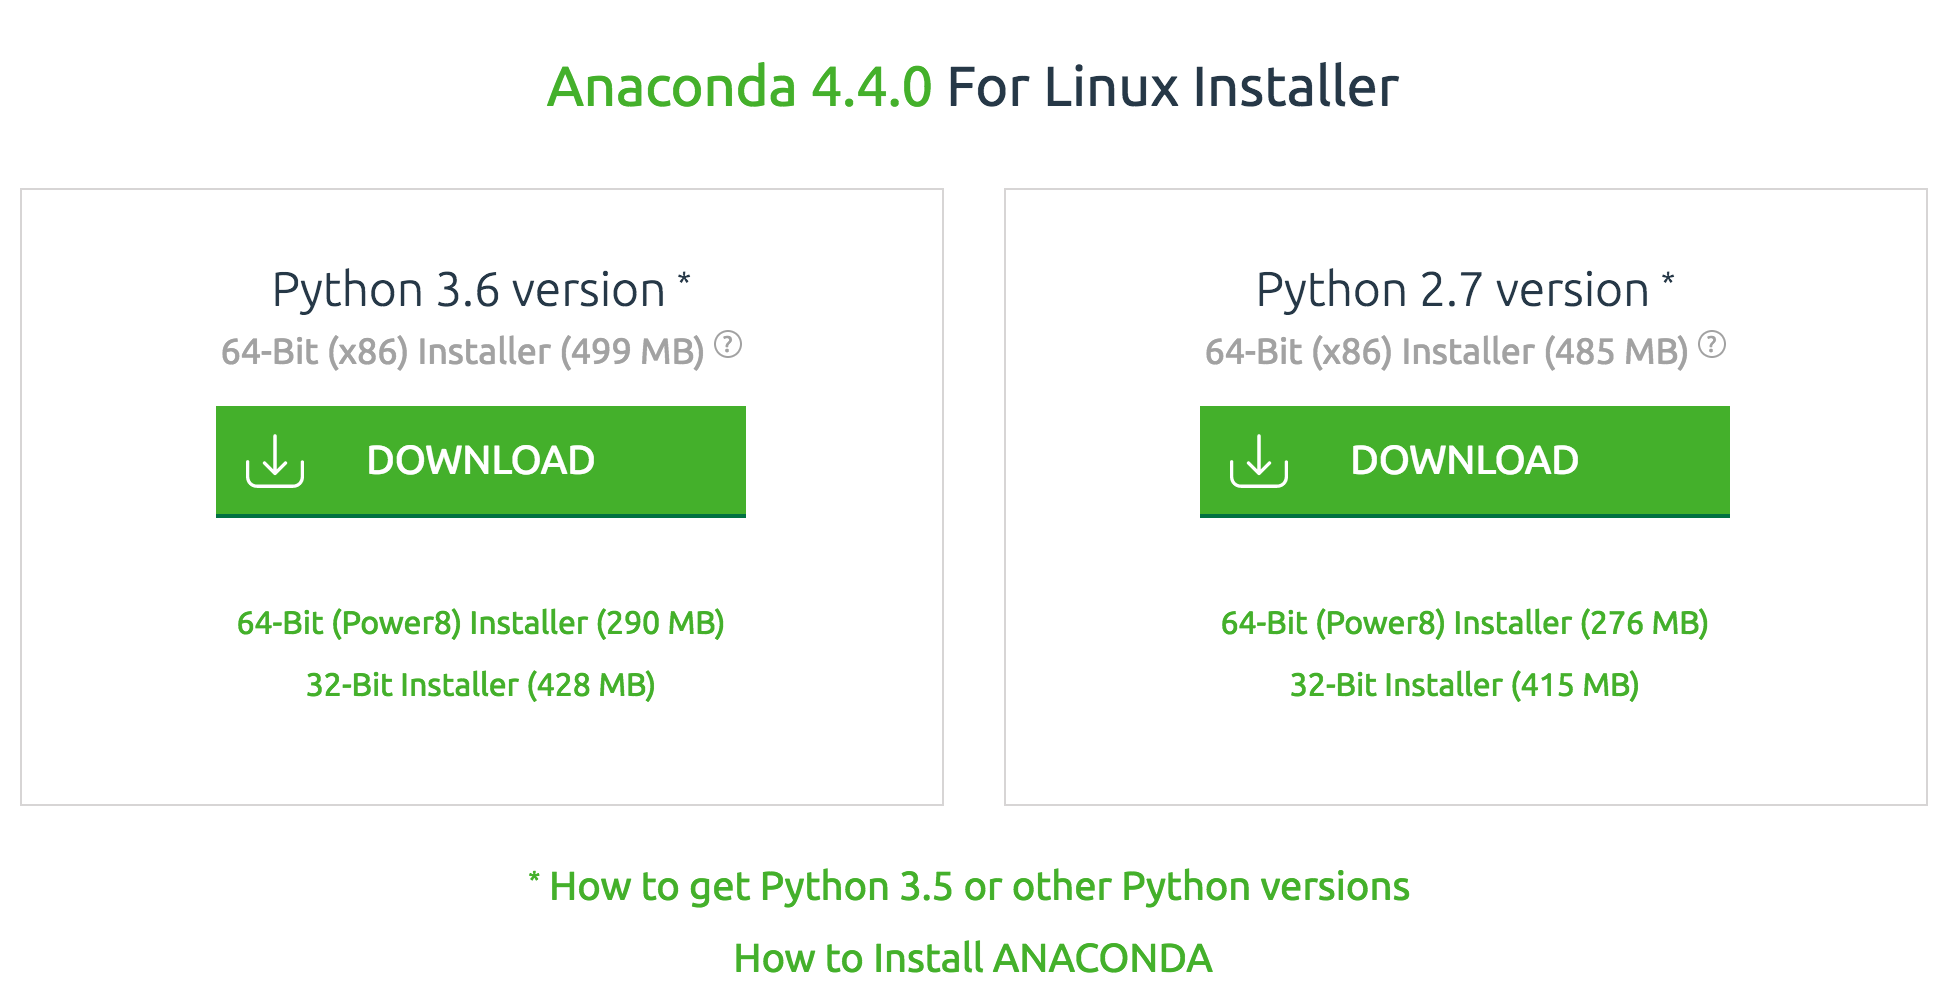 Anaconda 4.4.0 For Linux Installer
Python 3.6 version *
64-Bit (x86) Installer (499 MB) ?
DOWNLOAD
64-Bit (Power8) Installer (290 MB)
32-Bit Installer (428 MB)
Python 2.7 version *
64-Bit (x86) Installer (485 MB) ?
DOWNLOAD
64-Bit (Power8) Installer (276 MB)
32-Bit Installer (415 MB)
* How to get Python 3.5 or other Python versions
How to Install ANACONDA